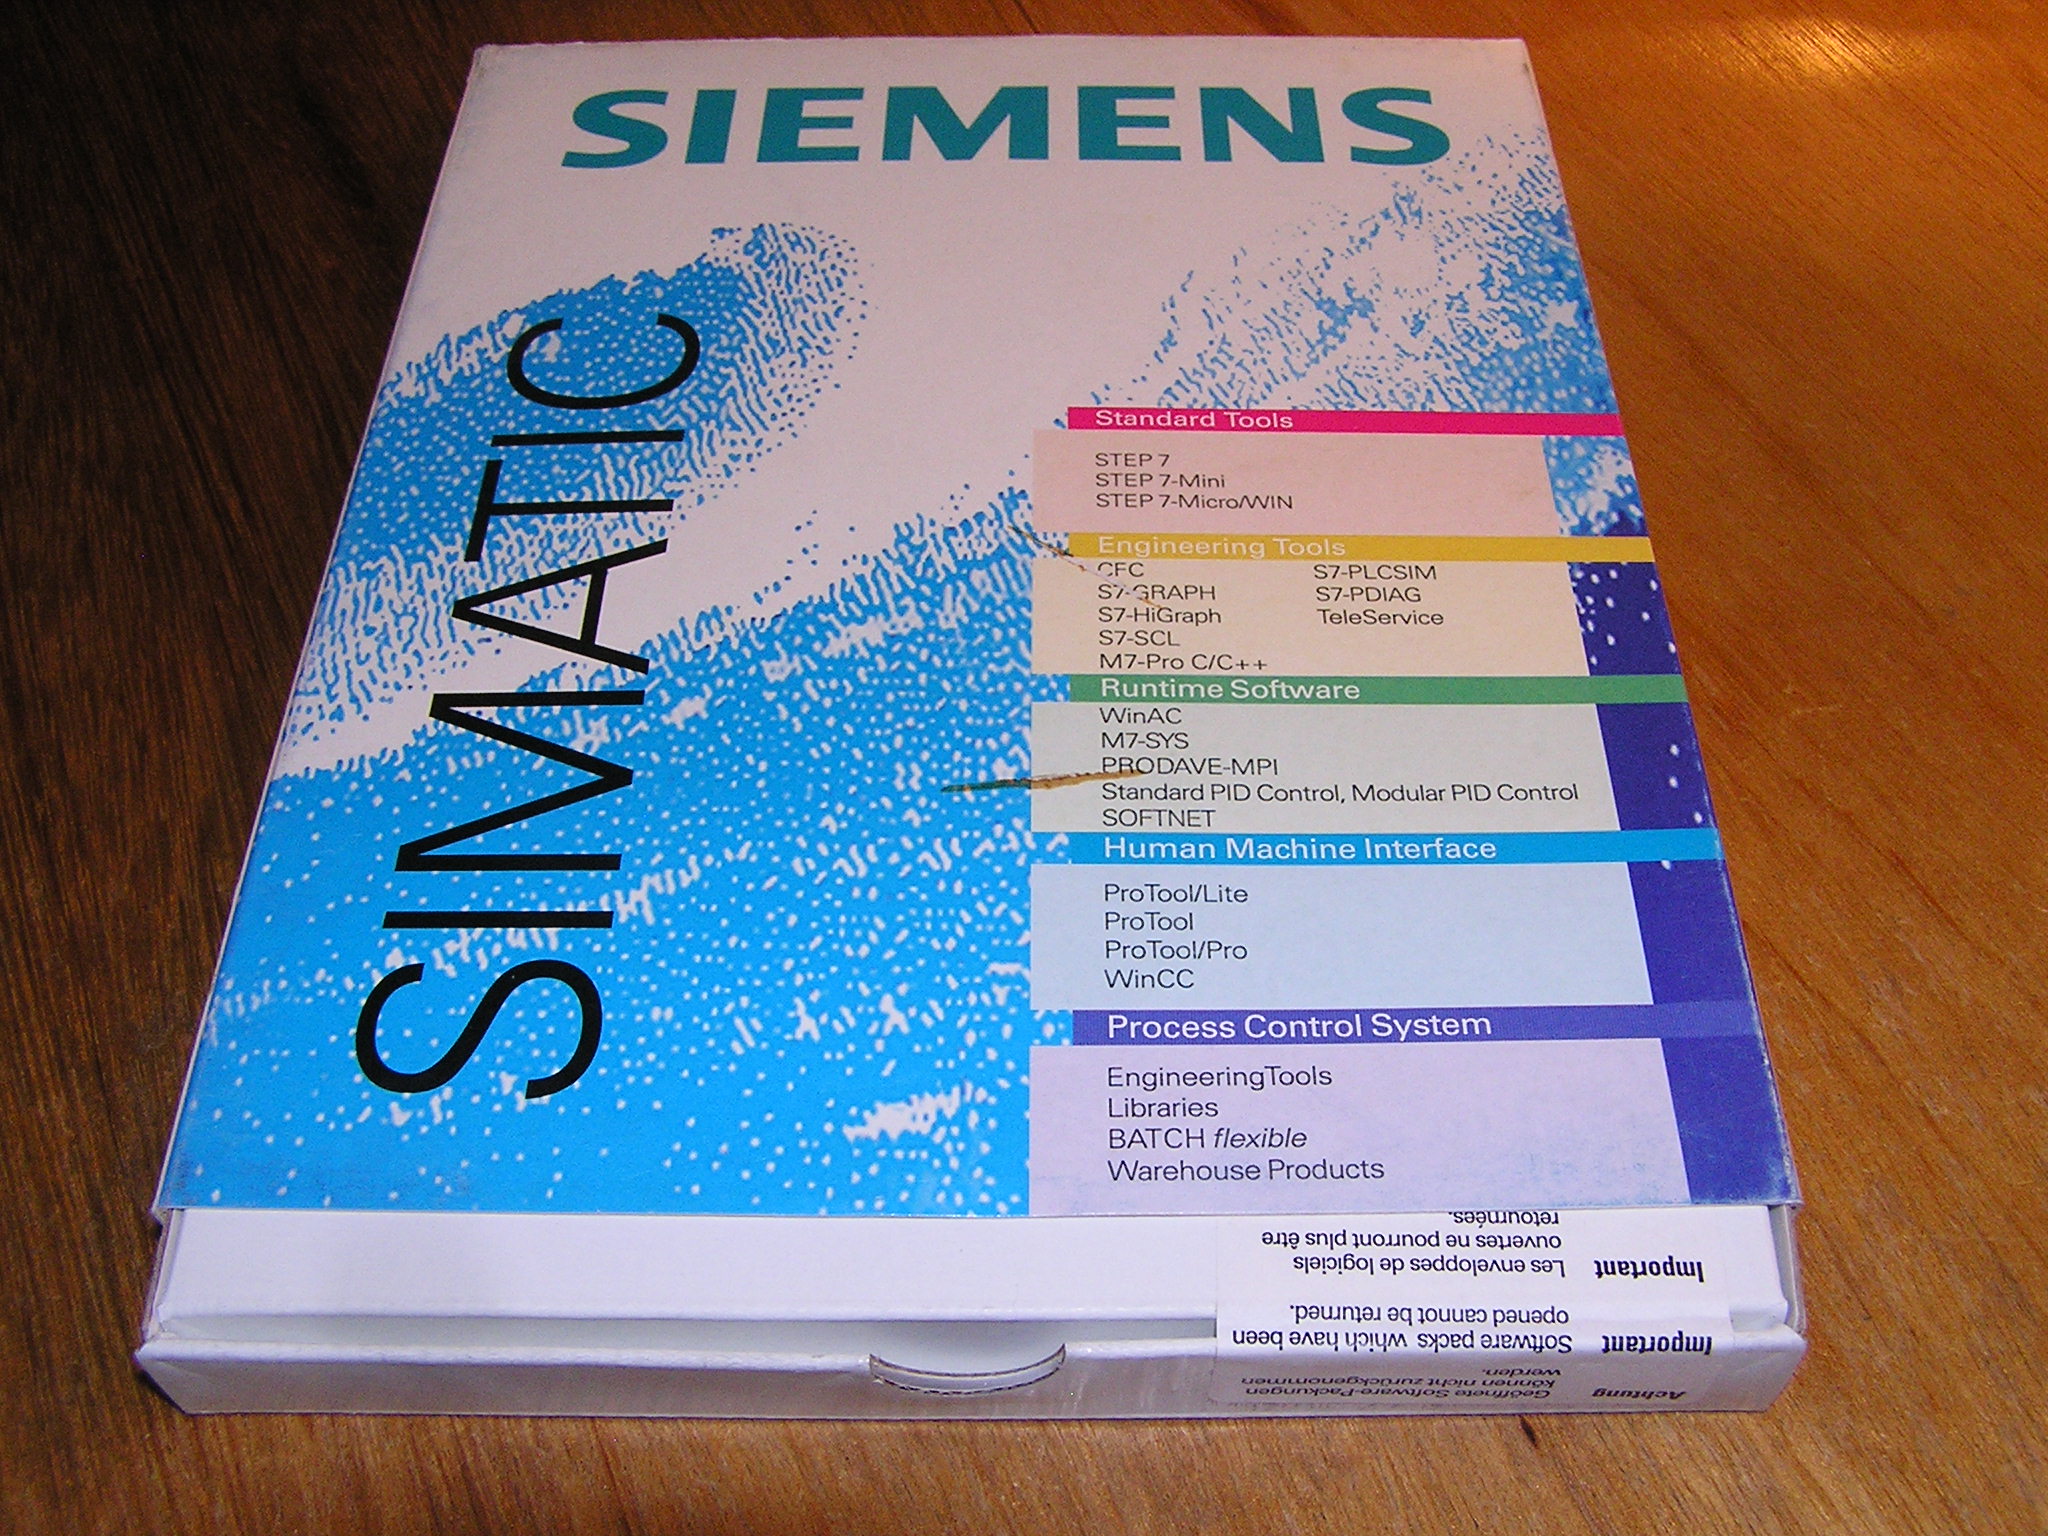 SIEMENS
SIMATIC
Standard Tools
STEP 7
STEP 7-Mini
STEP 7-Micro/WIN
Engineering Tools
CFC
S7-GRAPH
S7-HiGraph
S7-SCL
M7-Pro C/C++
S7-PLCSIM
S7-PDIAG
TeleService
Runtime Software
WinAC
M7-SYS
PRODAVE-MPI
Standard PID Control, Modular PID Control
SOFTNET
Human Machine Interface
ProTool/Lite
ProTool
ProTool/Pro
WinCC
Process Control System
EngineeringTools
Libraries
BATCH flexible
Warehouse Products
Achtung Geöffnete Software-Packungen
können nicht zurückgenommen
werden.
Important Software packs which have been
opened cannot be returned.
Important Les enveloppes de logiciels
ouvertes ne pourront plus être
retournées.